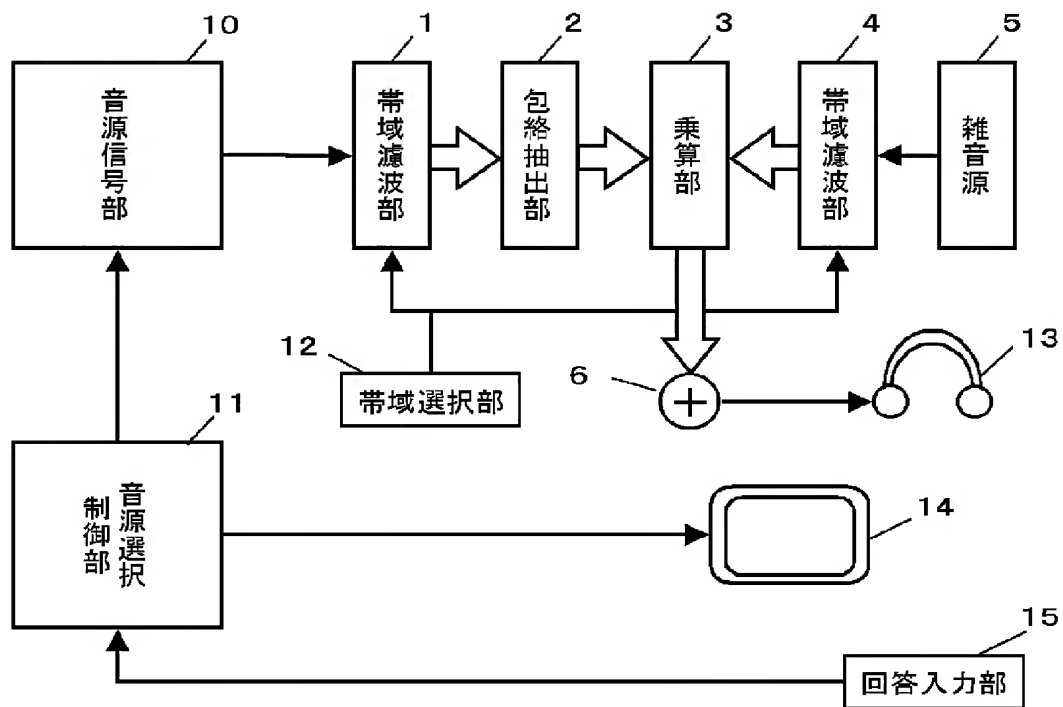 10
1
2
3
4
5
音源信号部
帯域濾波部
包絡抽出部
乗算部
帯域濾波部
雑音源
12
帯域選択部
6
13
11
音源選択
制御部
14
15
回答入力部